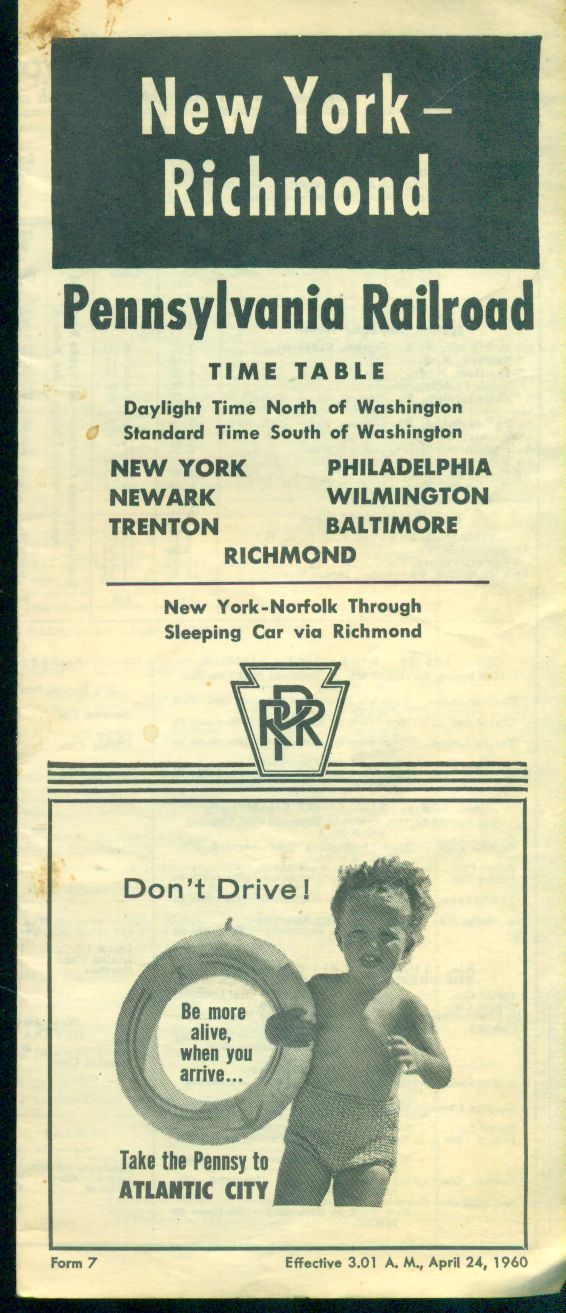 New York –
Richmond
Pennsylvania Railroad
TIME TABLE
Daylight Time North of Washington
Standard Time South of Washington
NEW YORK PHILADELPHIA
NEWARK WILMINGTON
TRENTON BALTIMORE
RICHMOND
New York-Norfolk Through
Sleeping Car via Richmond
PRR
Don't Drive!
Be more
alive,
when you
arrive...
Take the Pennsy to
ATLANTIC CITY
Form 7 Effective 3.01 A. M., April 24, 1960